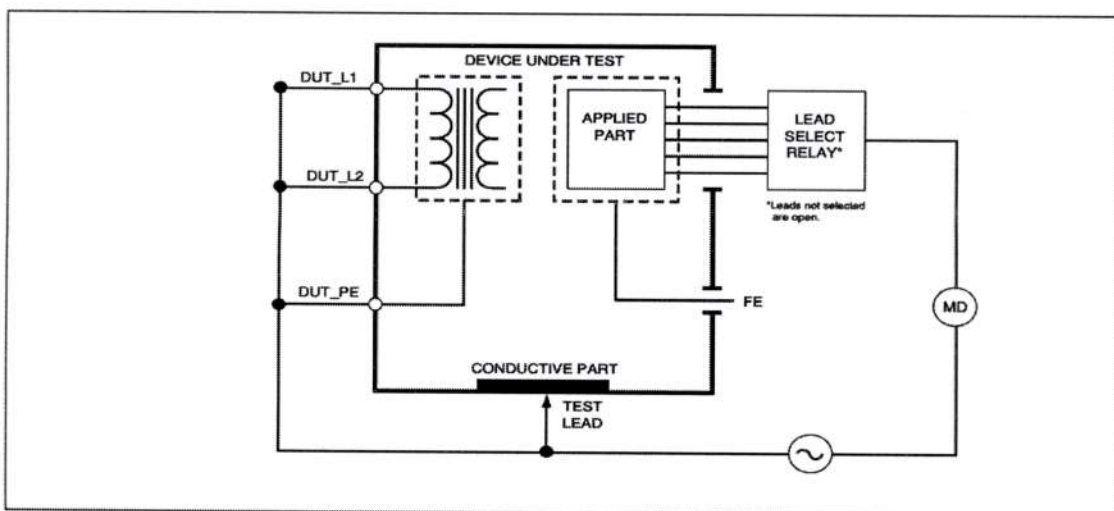 DEVICE UNDER TEST
DUT_L1
APPLIED
PART
LEAD
SELECT
RELAY*
DUT_L2
*Leads not selected
are open.
DUT_PE
FE
MD
CONDUCTIVE PART
TEST
LEAD